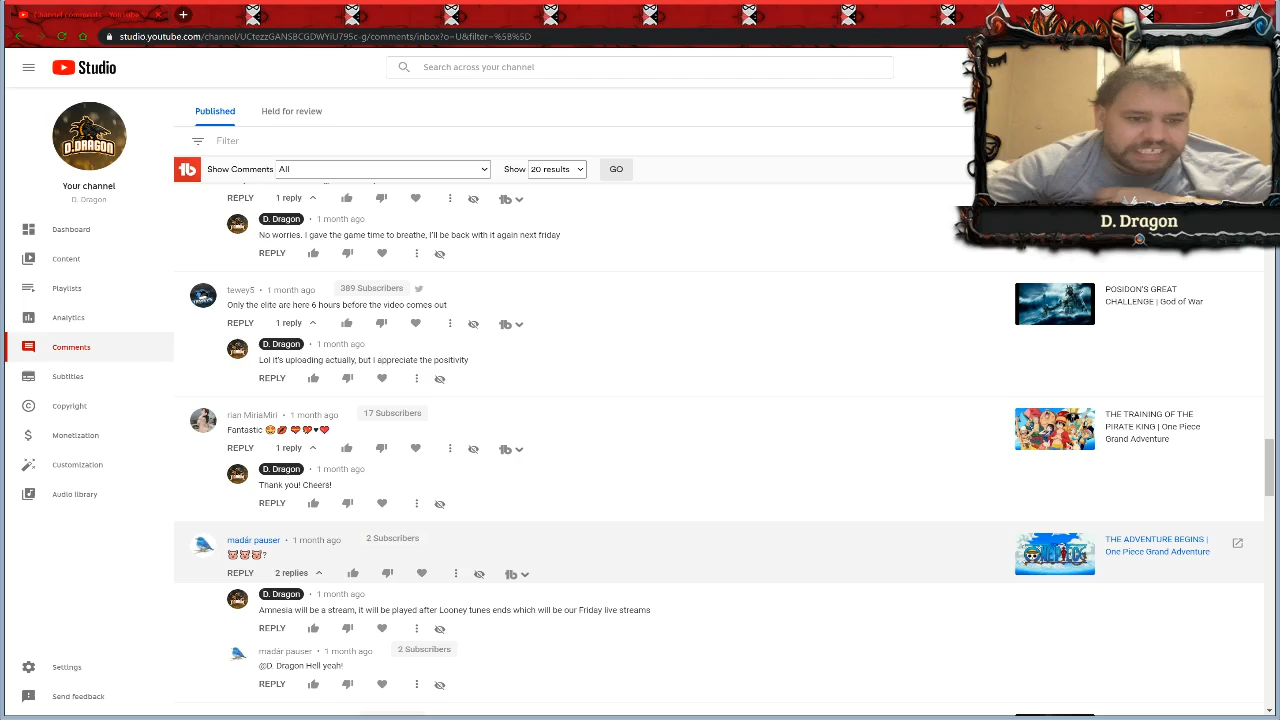 Channel comments - YouTube
studio.youtube.com/channel/UCtezzGANSBCGDWYiU795c-g/comments/inbox?o=U&filter=%5B%5D
Studio
Search across your channel
D.DRAGON
Your channel
D. Dragon
Dashboard
Content
Playlists
Analytics
Comments
Subtitles
Copyright
Monetization
Customization
Audio library
Settings
Send feedback
Published
Held for review
Filter
Show Comments All Show 20 results GO
REPLY 1 reply
D. Dragon • 1 month ago
No worries. I gave the game time to breathe, I'll be back with it again next friday
REPLY
tewey5 • 1 month ago 389 Subscribers
Only the elite are here 6 hours before the video comes out
REPLY 1 reply
D. Dragon • 1 month ago
Lol it's uploading actually, but I appreciate the positivity
REPLY
POSIDON'S GREAT
CHALLENGE | God of War
rian MiriaMiri • 1 month ago 17 Subscribers
Fantastic 
REPLY 1 reply
D. Dragon • 1 month ago
Thank you! Cheers!
REPLY
THE TRAINING OF THE
PIRATE KING | One Piece
Grand Adventure
madár pauser • 1 month ago 2 Subscribers
🐷🐷🐷?
REPLY 2 replies
D. Dragon • 1 month ago
Amnesia will be a stream, it will be played after Looney tunes ends which will be our Friday live streams
REPLY
madár pauser • 1 month ago 2 Subscribers
@D. Dragon Hell yeah!
REPLY
THE ADVENTURE BEGINS |
One Piece Grand Adventure
D. Dragon